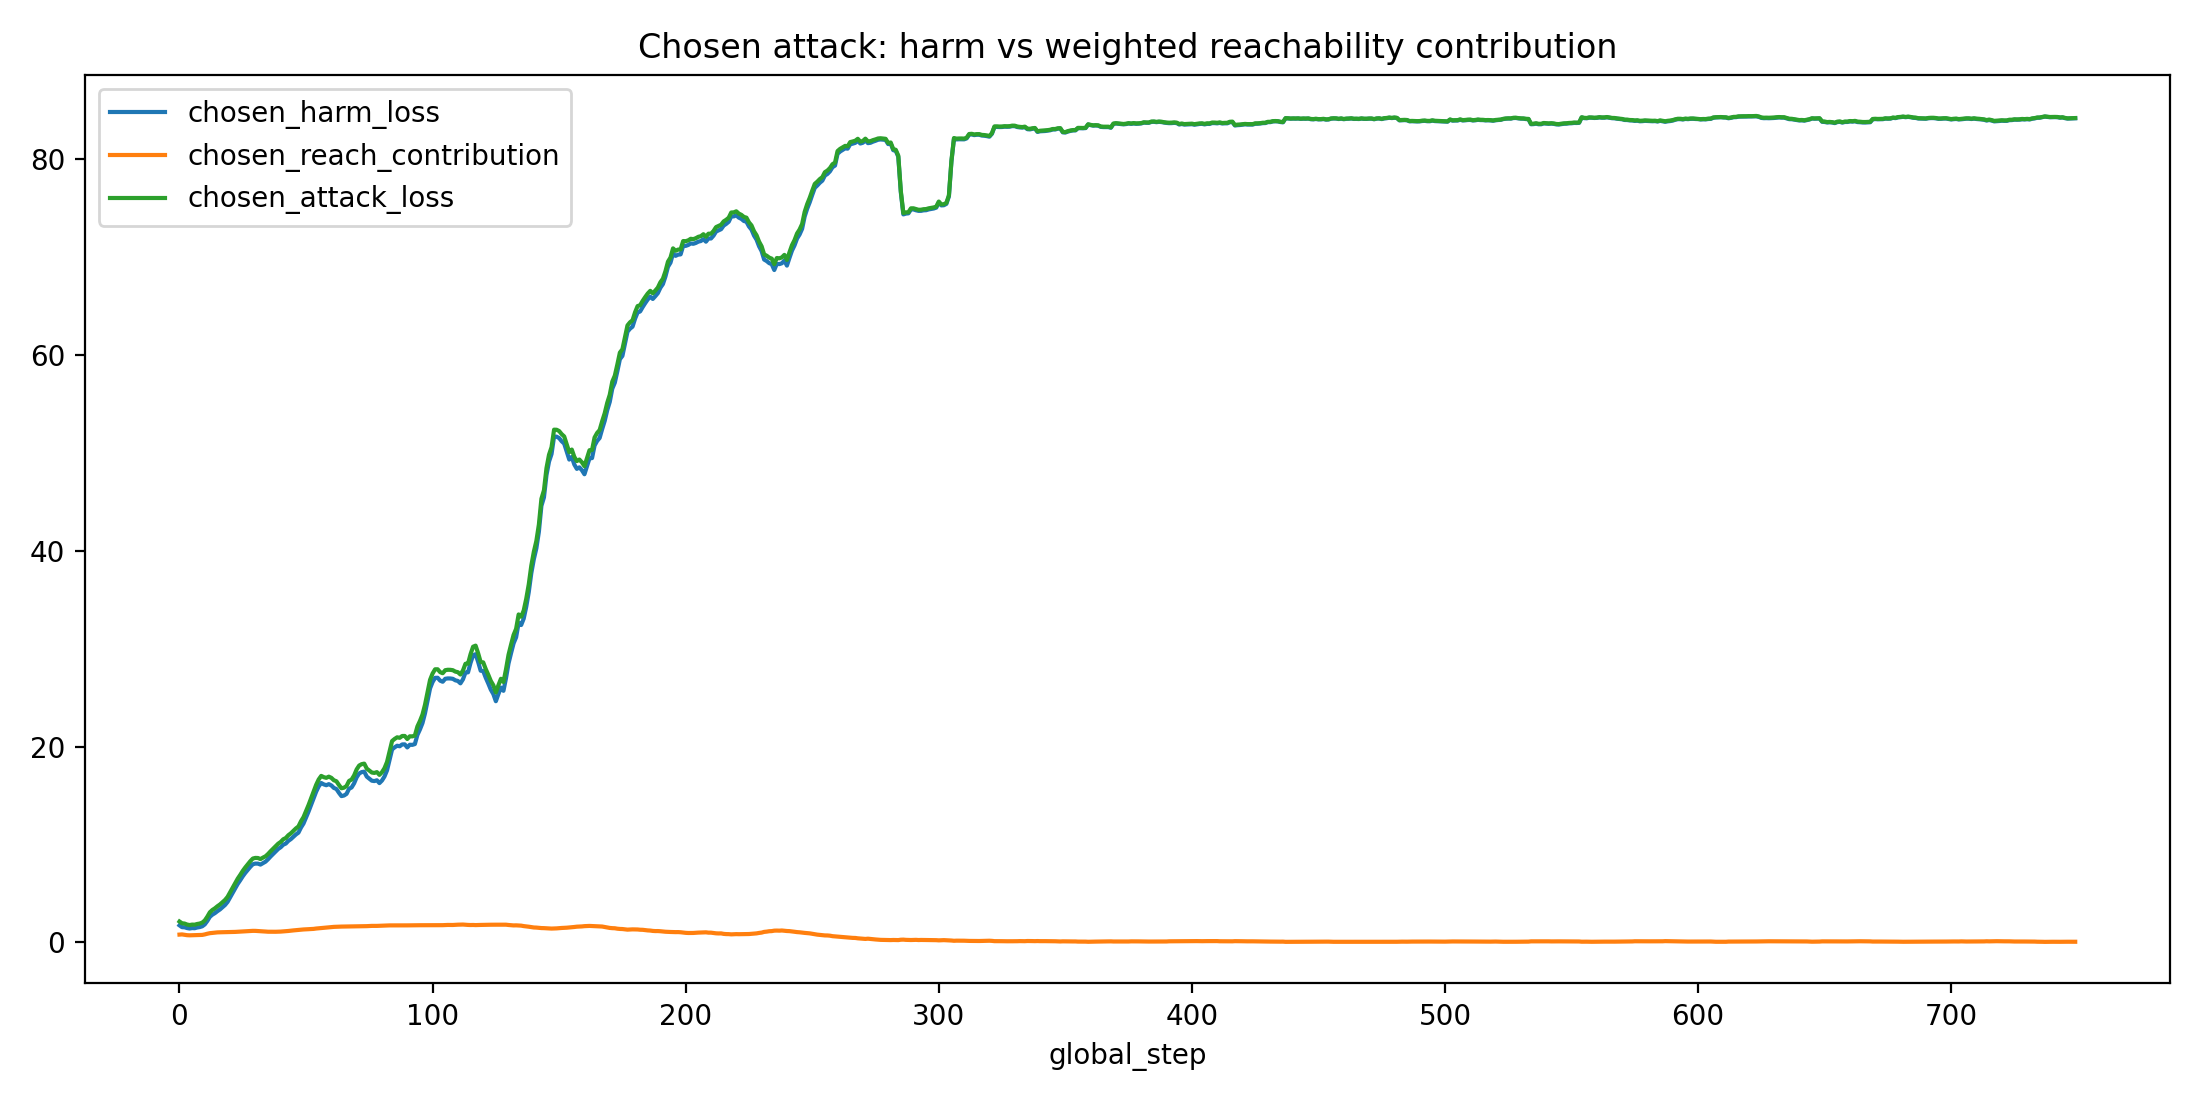 Chosen attack: harm vs weighted reachability contribution
chosen_harm_loss
chosen_reach_contribution
chosen_attack_loss
80
60
40
20
0
0 100 200 300 400 500 600 700
global_step